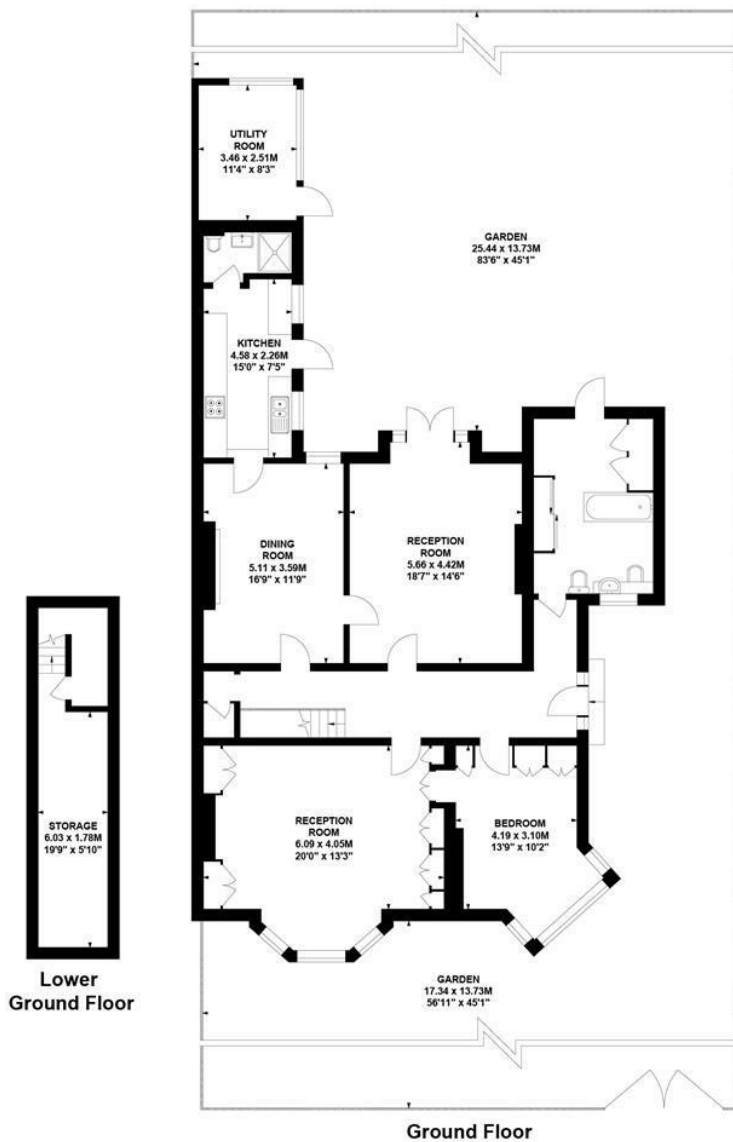 UTILITY
ROOM
3.46 x 2.51M
11'4" x 8'3"
GARDEN
25.44 x 13.73M
83'6" x 45'1"
KITCHEN
4.58 x 2.26M
15'0" x 7'5"
DINING
ROOM
5.11 x 3.59M
16'9" x 11'9"
RECEPTION
ROOM
5.66 x 4.42M
18'7" x 14'6"
STORAGE
6.03 x 1.78M
19'9" x 5'10"
Lower
Ground Floor
RECEPTION
ROOM
6.09 x 4.05M
20'0" x 13'3"
BEDROOM
4.19 x 3.10M
13'9" x 10'2"
GARDEN
17.34 x 13.73M
56'11" x 45'1"
Ground Floor